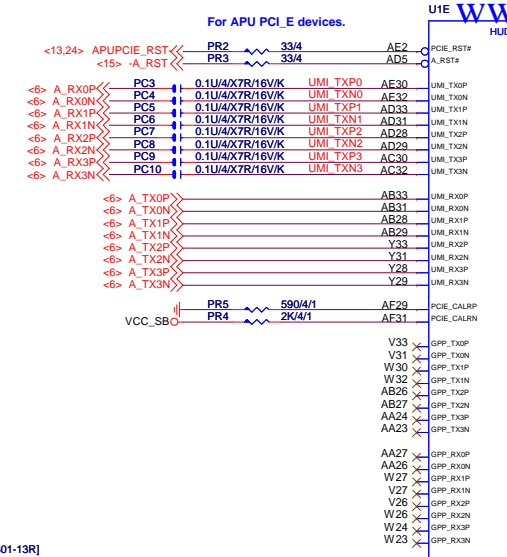 For APU PCI_E devices.
U1E WW
HUD
<13,24> APUPCIE_RST PR2 33/4 AE2 PCIE_RST#
<15> -A_RST PR3 33/4 AD5 A_RST#
<6> A_RX0P PC3 0.1U/4/X7R/16V/K UMI_TXP0 AE30 UMI_TX0P
<6> A_RX0N PC4 0.1U/4/X7R/16V/K UMI_TXN0 AE32 UMI_TX0N
<6> A_RX1P PC5 0.1U/4/X7R/16V/K UMI_TXP1 AD33 UMI_TX1P
<6> A_RX1N PC6 0.1U/4/X7R/16V/K UMI_TXN1 AD31 UMI_TX1N
<6> A_RX2P PC7 0.1U/4/X7R/16V/K UMI_TXP2 AD28 UMI_TX2P
<6> A_RX2N PC8 0.1U/4/X7R/16V/K UMI_TXN2 AD29 UMI_TX2N
<6> A_RX3P PC9 0.1U/4/X7R/16V/K UMI_TXP3 AC30 UMI_TX3P
<6> A_RX3N PC10 0.1U/4/X7R/16V/K UMI_TXN3 AC32 UMI_TX3N
<6> A_TX0P AB33 UMI_RX0P
<6> A_TX0N AB31 UMI_RX0N
<6> A_TX1P AB28 UMI_RX1P
<6> A_TX1N AB29 UMI_RX1N
<6> A_TX2P Y33 UMI_RX2P
<6> A_TX2N Y31 UMI_RX2N
<6> A_TX3P Y28 UMI_RX3P
<6> A_TX3N Y29 UMI_RX3N
PR5 590/4/1 AF29 PCIE_CALRP
VCC_SB PR4 2K/4/1 AF31 PCIE_CALRN
V33 GPP_TX0P
V31 GPP_TX0N
W30 GPP_TX1P
W32 GPP_TX1N
AB26 GPP_TX2P
AB27 GPP_TX2N
AA24 GPP_TX3P
AA23 GPP_TX3N
AA27 GPP_RX0P
AA26 GPP_RX0N
W27 GPP_RX1P
V27 GPP_RX1N
V26 GPP_RX2P
W26 GPP_RX2N
W24 GPP_RX3P
W23 GPP_RX3N
01-13R]